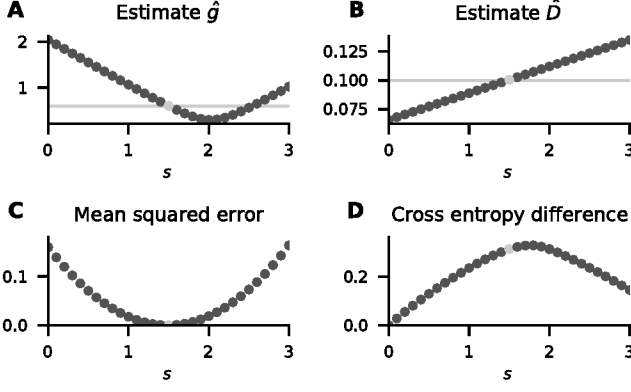 A Estimate ĝ
2
1
0 1 2 3
s
B Estimate D̂
0.125
0.100
0.075
0 1 2 3
s
C Mean squared error
0.1
0.0
0 1 2 3
s
D Cross entropy difference
0.2
0.0
0 1 2 3
s